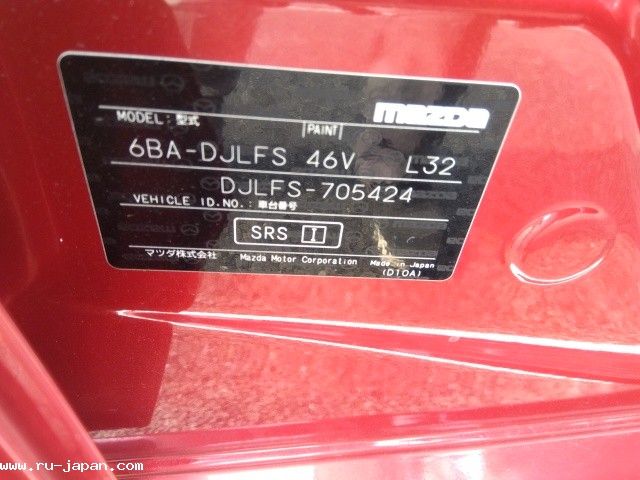 mazda
MODEL: 型式 PAINT
6BA-DJLFS 46V L32
DJLFS-705424
VEHICLE ID.NO.: 車台番号
SRS I
マツダ株式会社 Mazda Motor Corporation Made in Japan
(D10A)
www.ru-japan.com